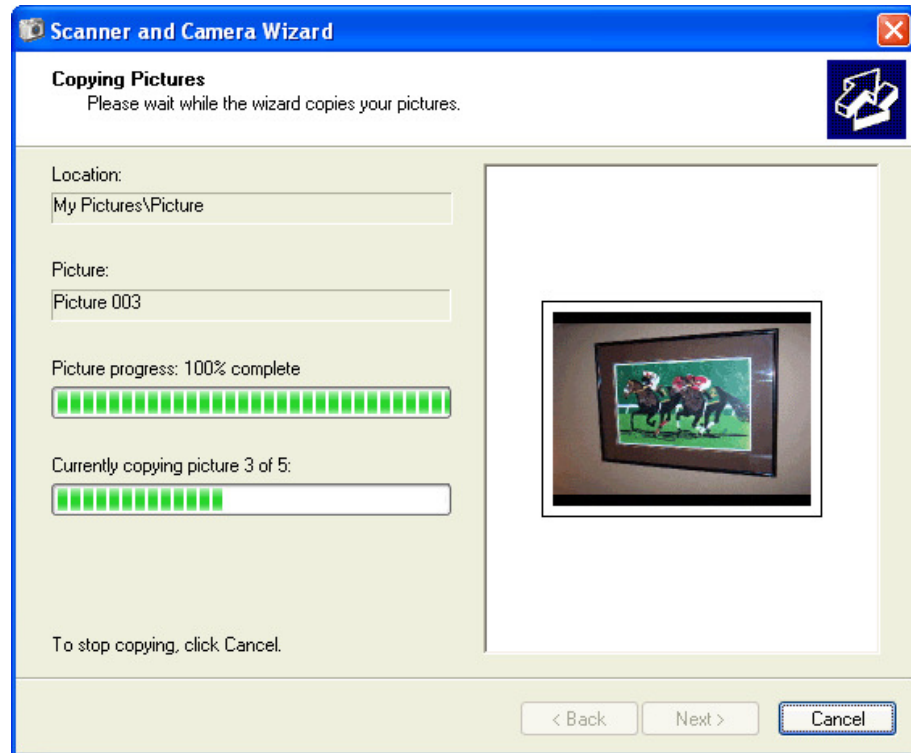 Scanner and Camera Wizard
Copying Pictures
Please wait while the wizard copies your pictures.
Location:
My Pictures\Picture
Picture:
Picture 003
Picture progress: 100% complete
Currently copying picture 3 of 5:
To stop copying, click Cancel.
< Back
Next >
Cancel